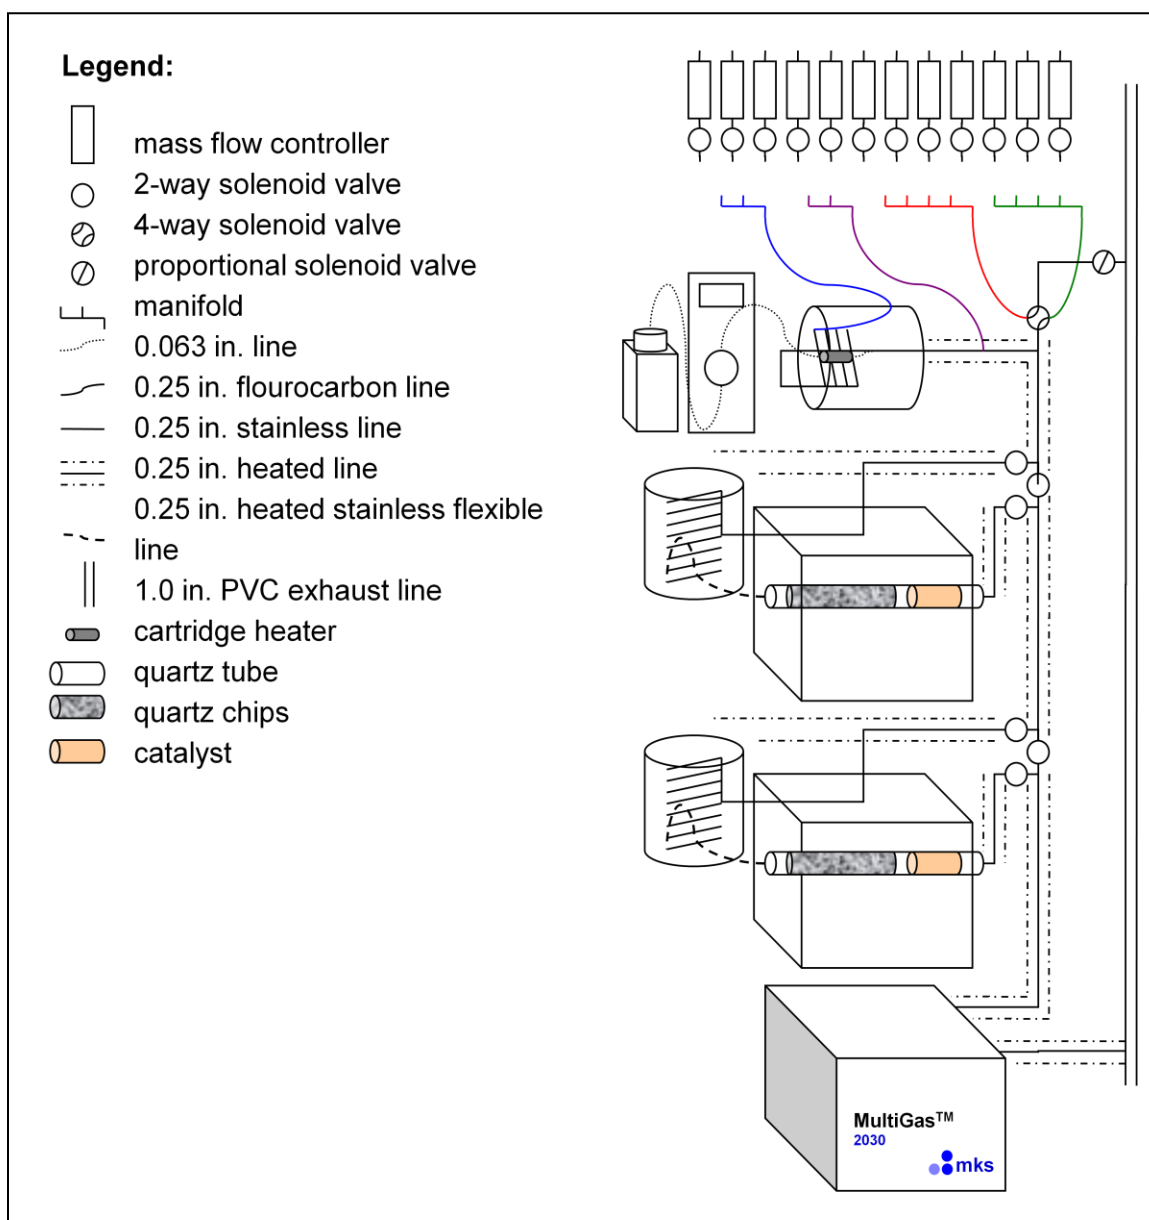 Legend:
mass flow controller
2-way solenoid valve
4-way solenoid valve
proportional solenoid valve
manifold
0.063 in. line
0.25 in. flourocarbon line
0.25 in. stainless line
0.25 in. heated line
0.25 in. heated stainless flexible
line
1.0 in. PVC exhaust line
cartridge heater
quartz tube
quartz chips
catalyst
MultiGas™
2030
mks